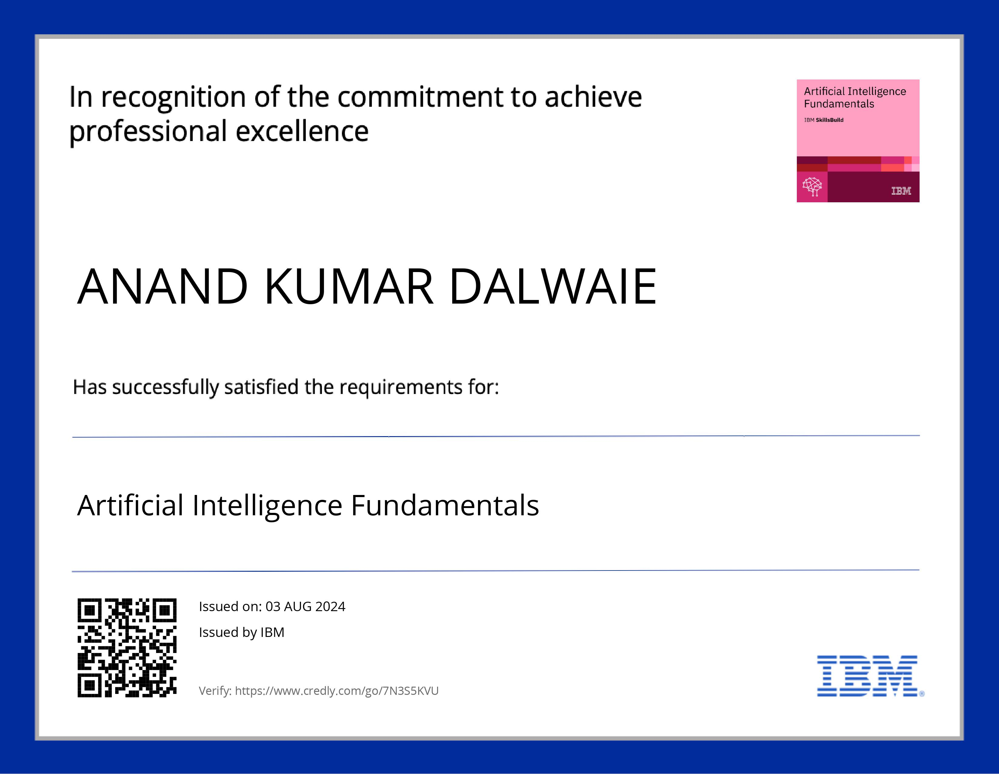 In recognition of the commitment to achieve
professional excellence
Artificial Intelligence
Fundamentals
IBM SkillsBuild
IBM
ANAND KUMAR DALWAIE
Has successfully satisfied the requirements for:
Artificial Intelligence Fundamentals
Issued on: 03 AUG 2024
Issued by IBM
Verify: https://www.credly.com/go/7N3S5KVU
IBM®